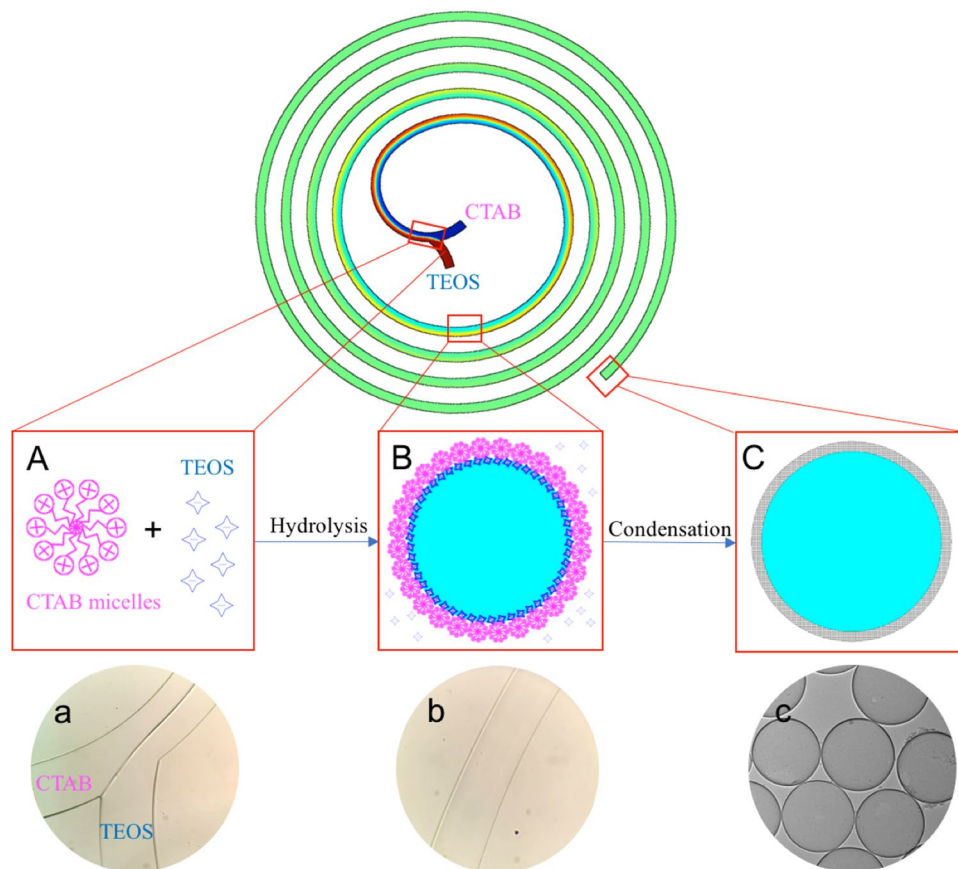 CTAB
TEOS
A
TEOS
+
CTAB micelles
Hydrolysis
B
Condensation
C
a
CTAB
TEOS
b
c